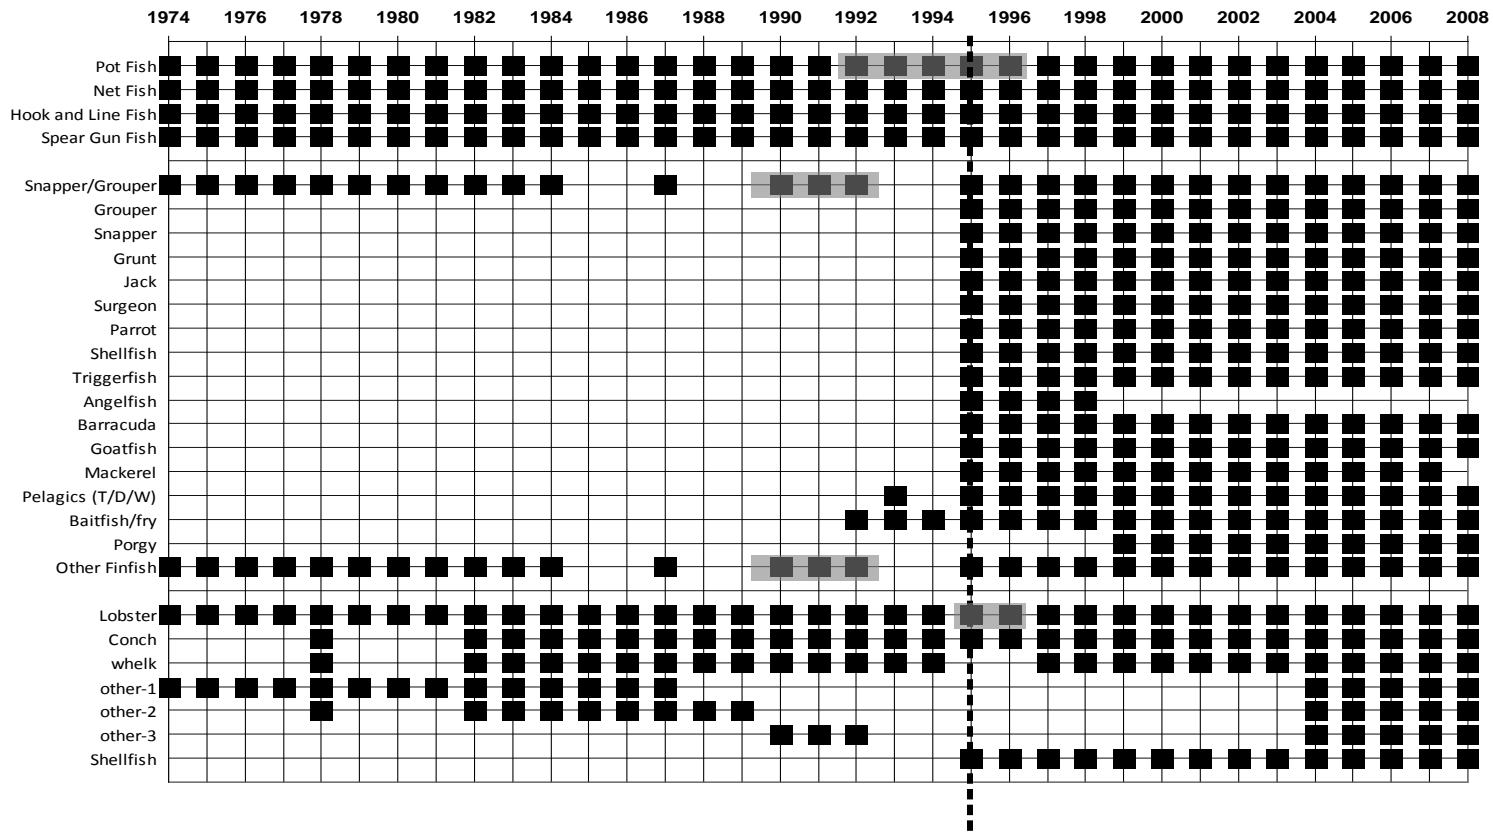 1974 1976 1978 1980 1982 1984 1986 1988 1990 1992 1994 1996 1998 2000 2002 2004 2006 2008
Pot Fish
Net Fish
Hook and Line Fish
Spear Gun Fish
Snapper/Grouper
Grouper
Snapper
Grunt
Jack
Surgeon
Parrot
Shellfish
Triggerfish
Angelfish
Barracuda
Goatfish
Mackerel
Pelagics (T/D/W)
Baitfish/fry
Porgy
Other Finfish
Lobster
Conch
whelk
other-1
other-2
other-3
Shellfish